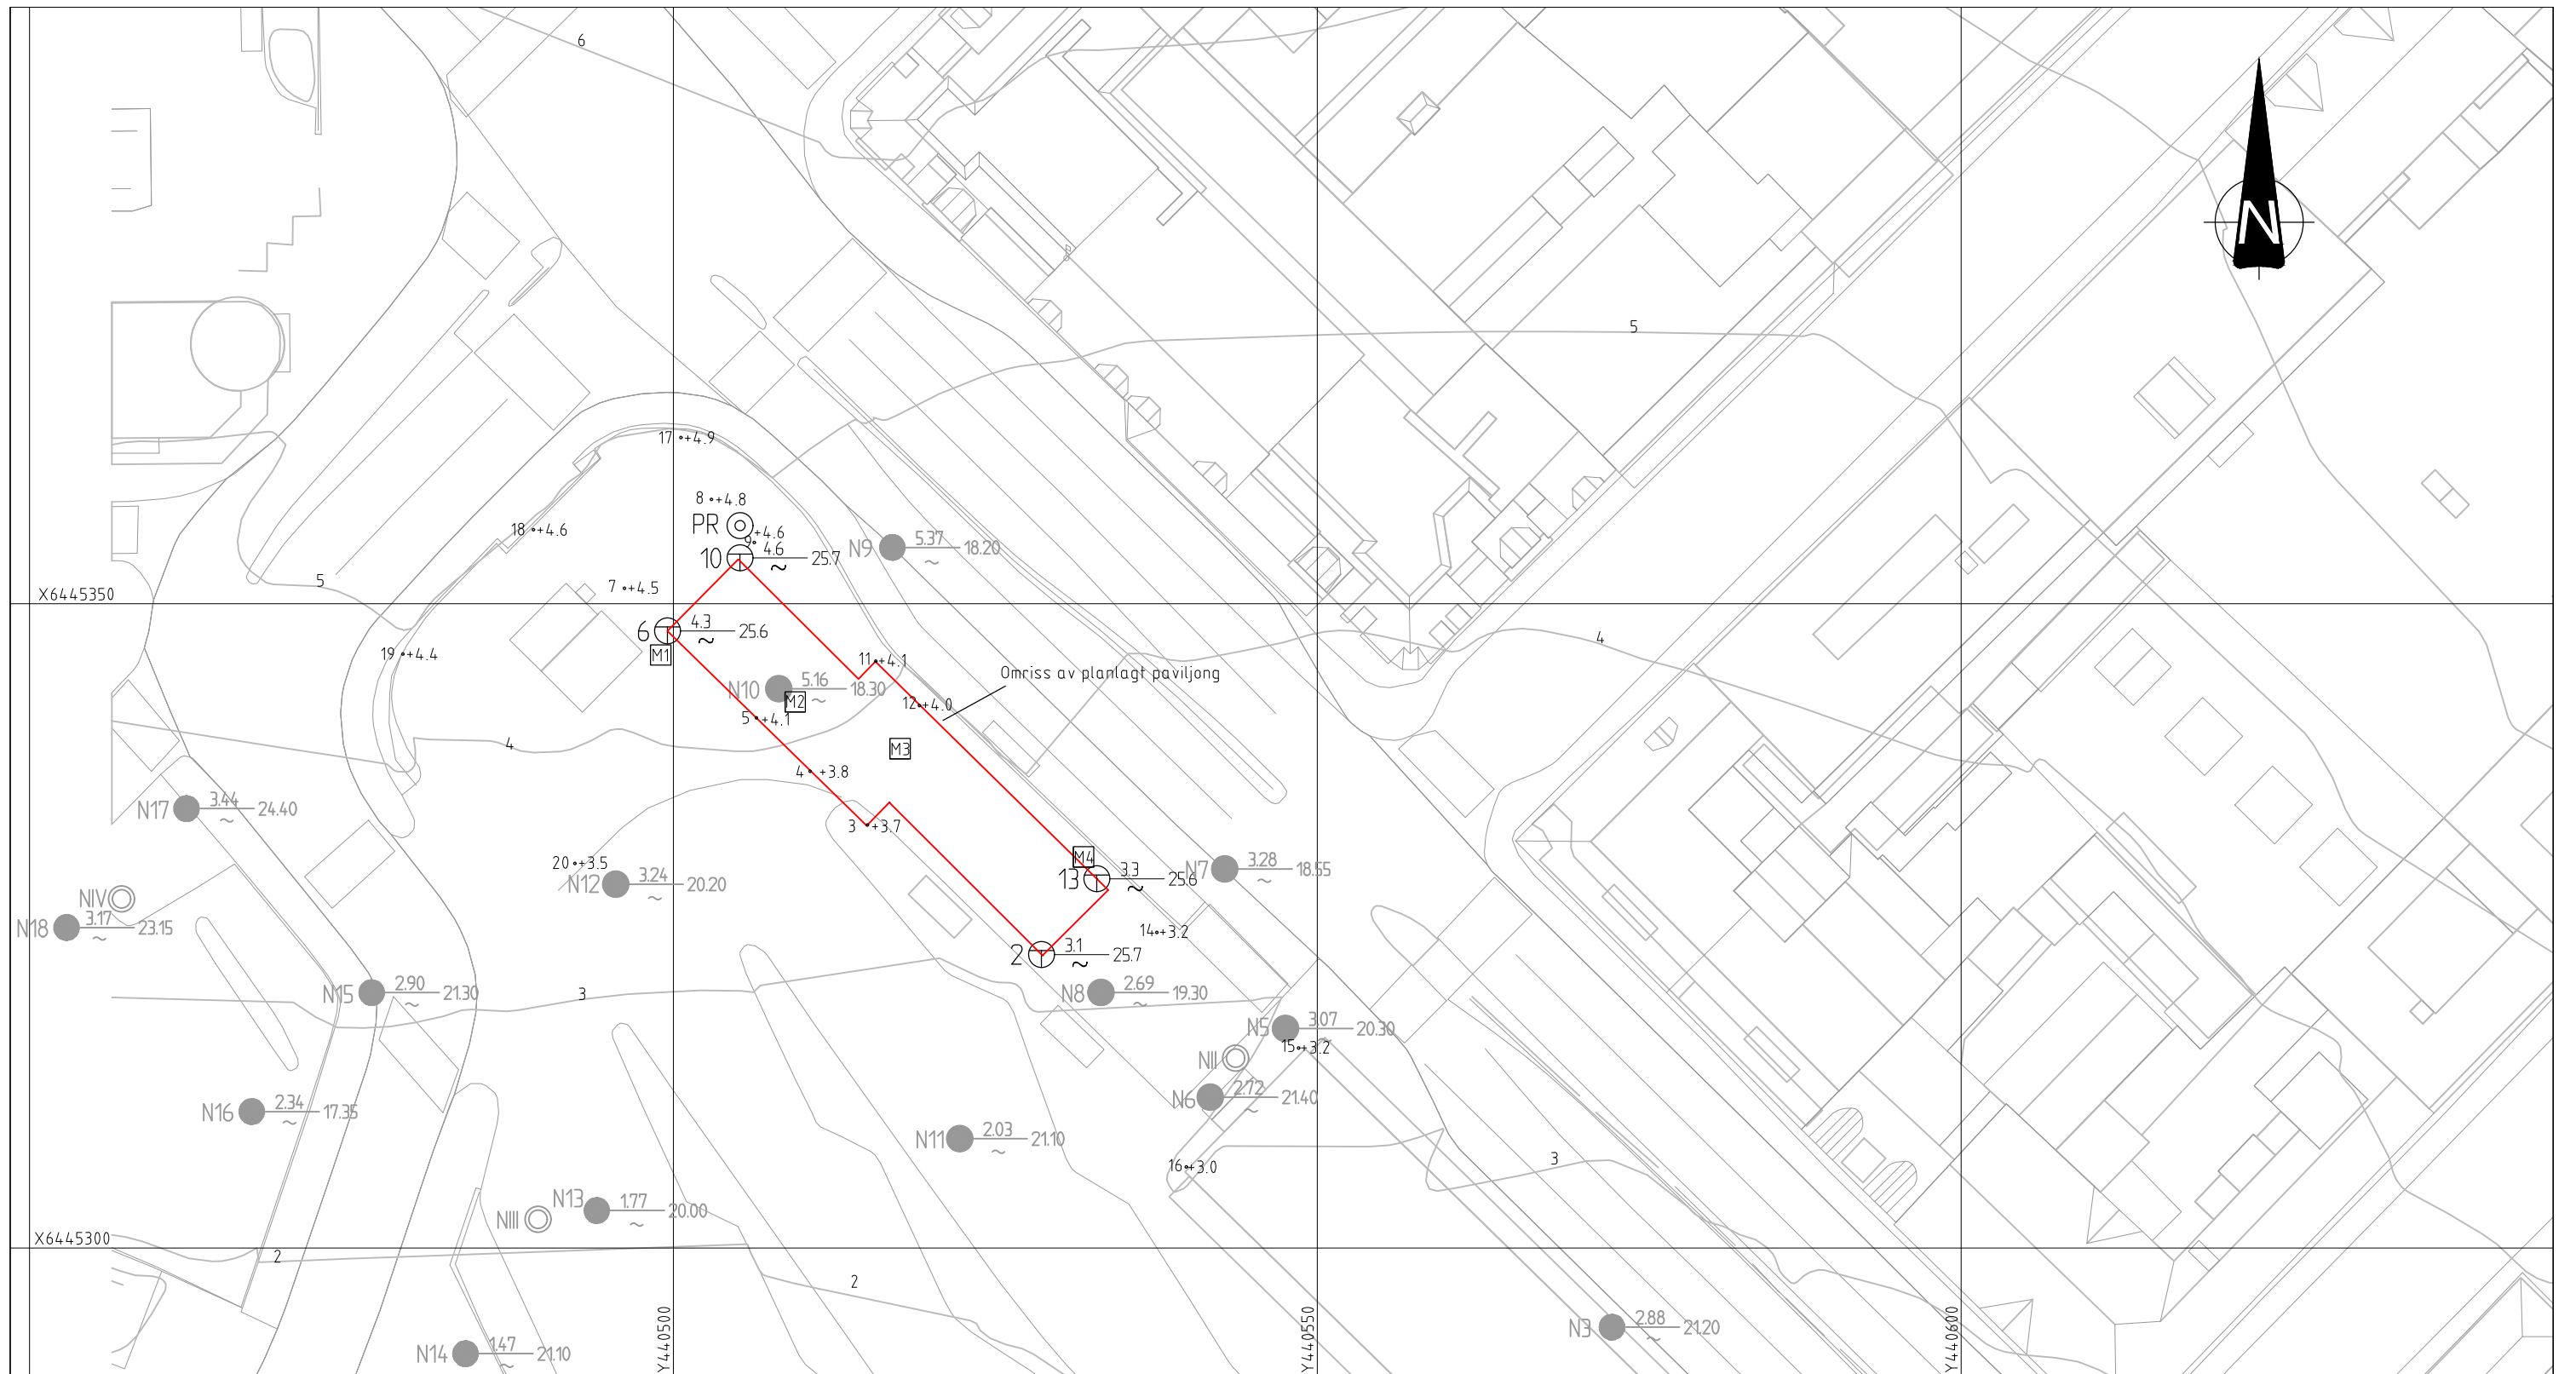 6
N
5
17 +4.9
8 +4.8
PR
9 +4.6
18 +4.6
10 4.6 ~ 25.7
N9 5.37 ~ 18.20
5
7 +4.5
X6445350
6 4.3 ~ 25.6
M1
4
19 +4.4
11 +4.1
Omriss av planlagt paviljong
N10 5.16 ~ 18.30
M2
12 +4.0
5 +4.1
4
M3
4 +3.8
N17 3.44 ~ 24.40
3 +3.7
M4
20 +3.5
13 3.3 ~ 25.6
N7 3.28 ~ 18.55
N12 3.24 ~ 20.20
NIV
N18 3.17 ~ 23.15
14 +3.2
2 3.1 ~ 25.7
N15 2.90 ~ 21.30
3
N8 2.69 ~ 19.30
N5 3.07 ~ 20.30
15 +3.2
NII
N6 2.72 ~ 21.40
N16 2.34 ~ 17.35
N11 2.03 ~ 21.10
3
16 +3.0
N13 1.77 ~ 20.00
NIII
X6445300
2
2
Y440500
Y440550
Y440600
N3 2.88 ~ 21.20
N14 1.47 ~ 21.10